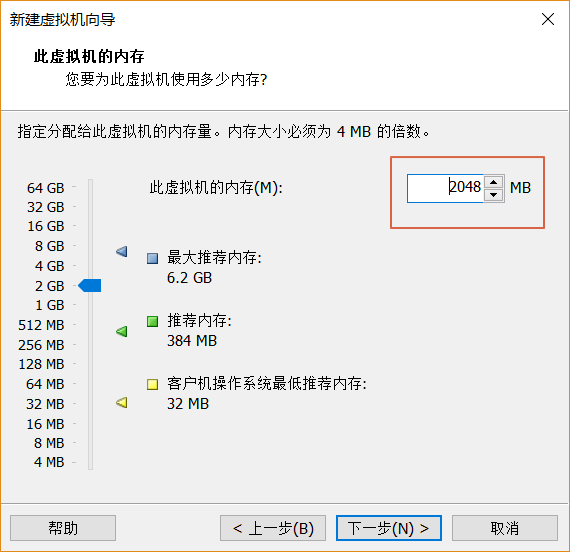 新建虚拟机向导
此虚拟机的内存
您要为此虚拟机使用多少内存?
指定分配给此虚拟机的内存量。内存大小必须为 4 MB 的倍数。
此虚拟机的内存(M):
2048 MB
64 GB
32 GB
16 GB
8 GB
4 GB
2 GB
1 GB
512 MB
256 MB
128 MB
64 MB
32 MB
16 MB
8 MB
4 MB
最大推荐内存:
6.2 GB
推荐内存:
384 MB
客户机操作系统最低推荐内存:
32 MB
帮助
< 上一步(B)
下一步(N) >
取消